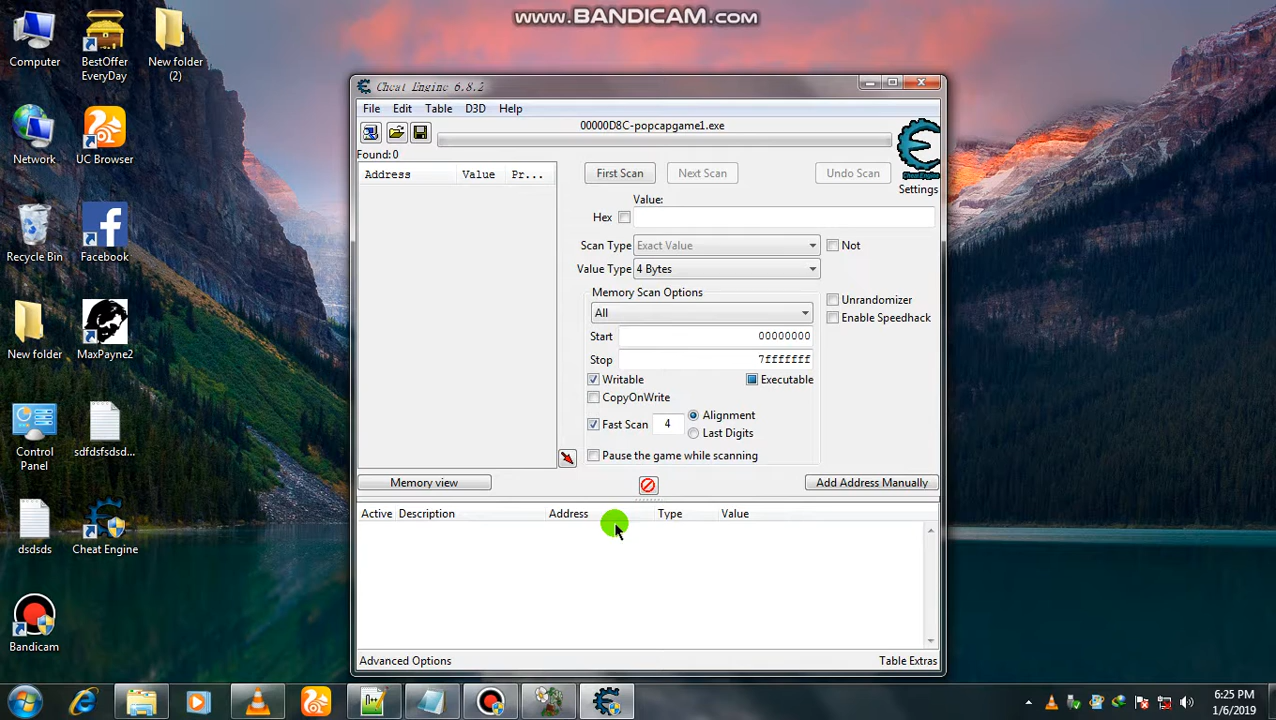 www.BANDICAM.com
Computer
BestOffer EveryDay
New folder (2)
Network
UC Browser
Recycle Bin
Facebook
New folder
MaxPayne2
Control Panel
sdfdsfsdsd...
dsdsds
Cheat Engine
Bandicam
Cheat Engine 6.8.2
File Edit Table D3D Help
00000D8C-popcapgame1.exe
Found:0
Address Value Pr...
First Scan Next Scan Undo Scan
Cheat Engine
Settings
Value:
Hex
Scan Type Exact Value Not
Value Type 4 Bytes
Memory Scan Options
All
Unrandomizer
Enable Speedhack
Start 00000000
Stop 7fffffff
Writable Executable
CopyOnWrite
Fast Scan 4 Alignment
Last Digits
Pause the game while scanning
Memory view Add Address Manually
Active Description Address Type Value
Advanced Options Table Extras
6:25 PM
1/6/2019